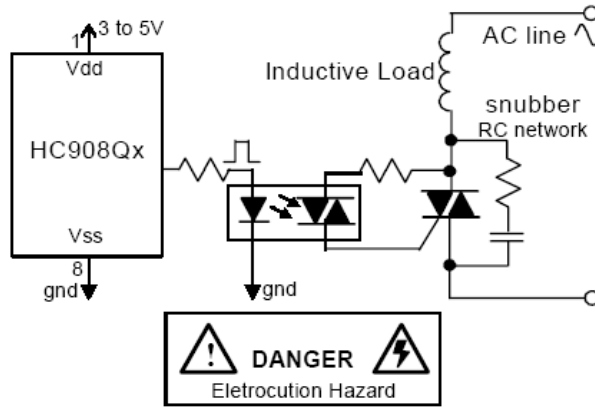 3 to 5V
1
Vdd
HC908Qx
Vss
8
gnd
gnd
Inductive Load
AC line
snubber
RC network
!
DANGER
Eletrocution Hazard